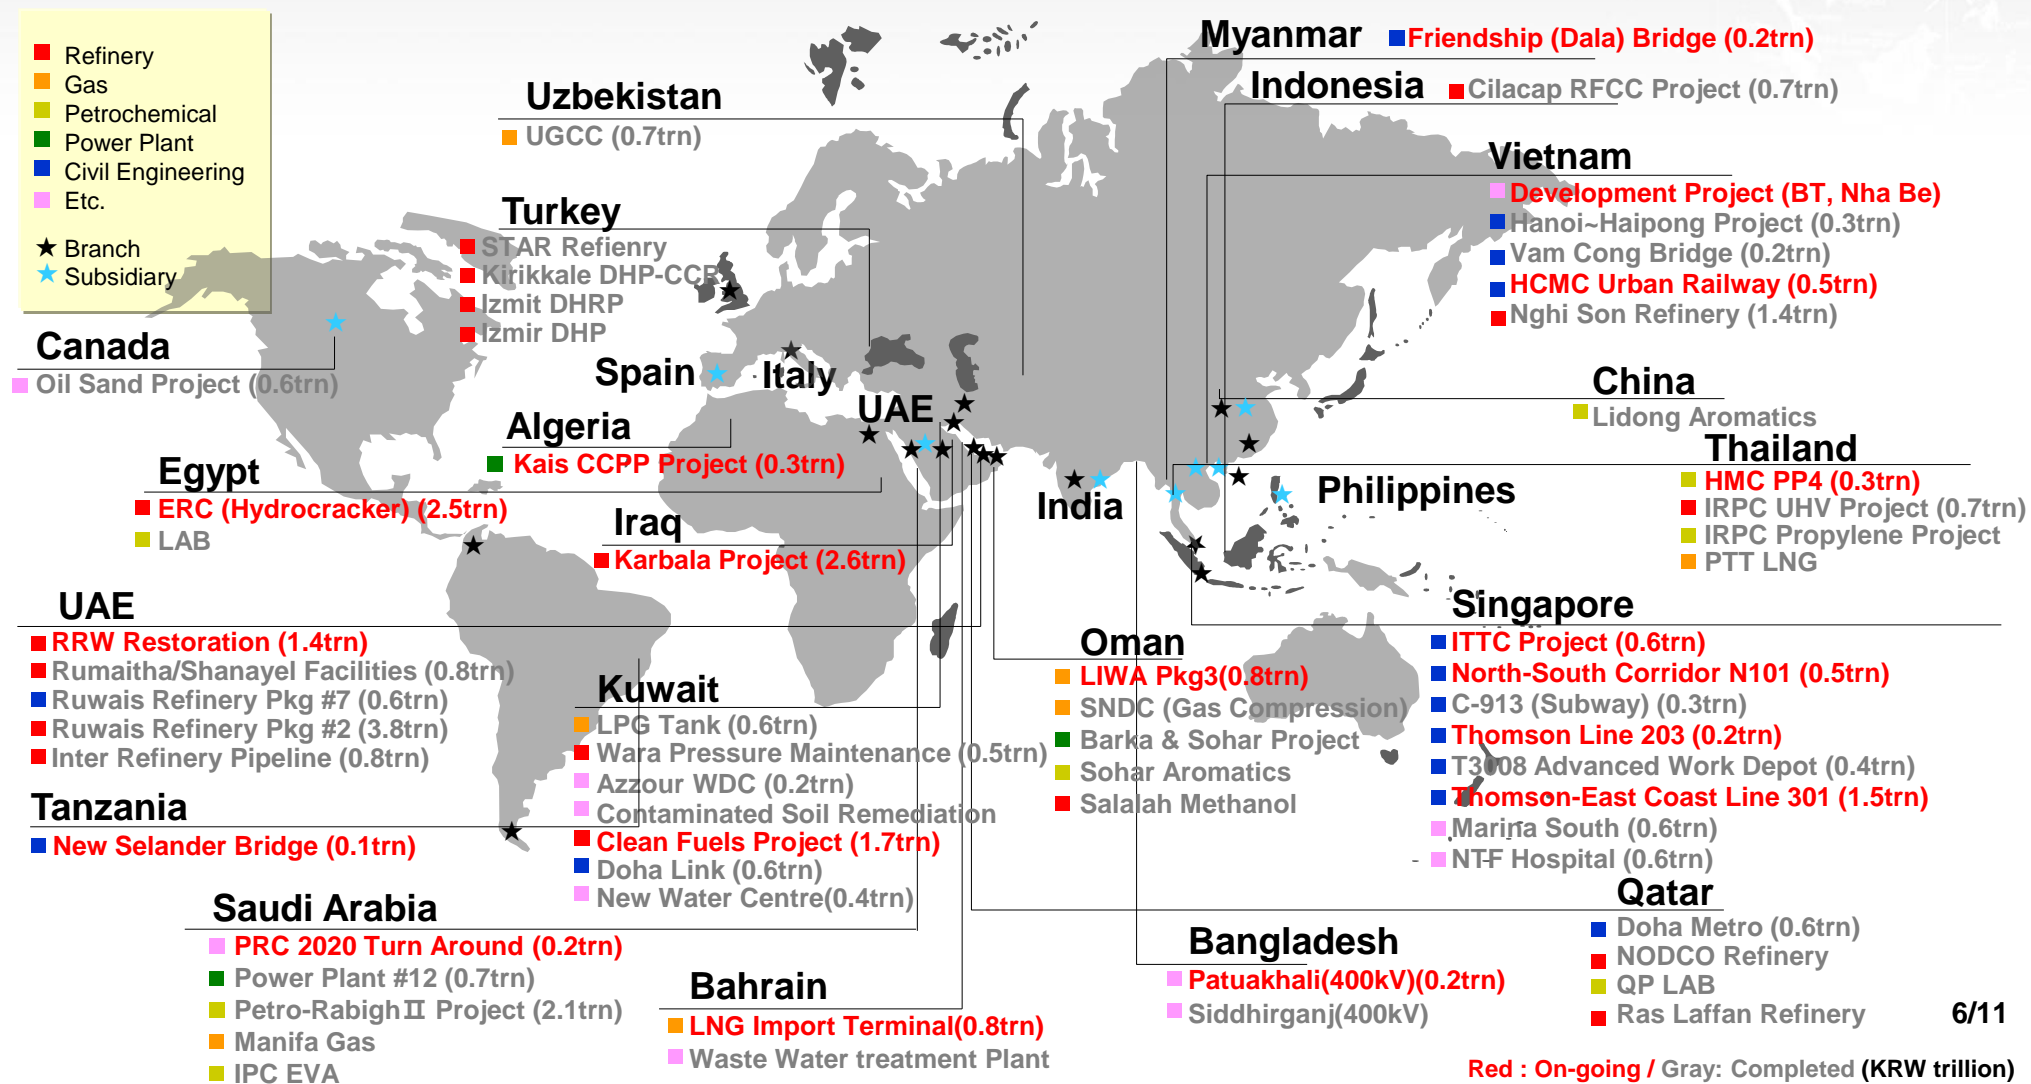 Refinery
Gas
Petrochemical
Power Plant
Civil Engineering
Etc.
Branch
Subsidiary
Myanmar
Friendship (Dala) Bridge (0.2trn)
Indonesia
Cilacap RFCC Project (0.7trn)
Uzbekistan
UGCC (0.7trn)
Vietnam
Development Project (BT, Nha Be)
Hanoi~Haipong Project (0.3trn)
Vam Cong Bridge (0.2trn)
HCMC Urban Railway (0.5trn)
Nghi Son Refinery (1.4trn)
Turkey
STAR Refienry
Kirikkale DHP-CCR
Izmit DHRP
Izmir DHP
Canada
Oil Sand Project (0.6trn)
Spain
Italy
UAE
China
Lidong Aromatics
Algeria
Kais CCPP Project (0.3trn)
Thailand
HMC PP4 (0.3trn)
IRPC UHV Project (0.7trn)
IRPC Propylene Project
PTT LNG
Egypt
ERC (Hydrocracker) (2.5trn)
LAB
India
Philippines
Iraq
Karbala Project (2.6trn)
UAE
RRW Restoration (1.4trn)
Rumaitha/Shanayel Facilities (0.8trn)
Ruwais Refinery Pkg #7 (0.6trn)
Ruwais Refinery Pkg #2 (3.8trn)
Inter Refinery Pipeline (0.8trn)
Kuwait
LPG Tank (0.6trn)
Wara Pressure Maintenance (0.5trn)
Azzour WDC (0.2trn)
Contaminated Soil Remediation
Clean Fuels Project (1.7trn)
Doha Link (0.6trn)
New Water Centre(0.4trn)
Oman
LIWA Pkg3(0.8trn)
SNDC (Gas Compression)
Barka & Sohar Project
Sohar Aromatics
Salalah Methanol
Singapore
ITTC Project (0.6trn)
North-South Corridor N101 (0.5trn)
C-913 (Subway) (0.3trn)
Thomson Line 203 (0.2trn)
T3008 Advanced Work Depot (0.4trn)
Thomson-East Coast Line 301 (1.5trn)
Marina South (0.6trn)
NTF Hospital (0.6trn)
Tanzania
New Selander Bridge (0.1trn)
Saudi Arabia
PRC 2020 Turn Around (0.2trn)
Power Plant #12 (0.7trn)
Petro-RabighⅡ Project (2.1trn)
Manifa Gas
IPC EVA
Bahrain
LNG Import Terminal(0.8trn)
Waste Water treatment Plant
Bangladesh
Patuakhali(400kV)(0.2trn)
Siddhirganj(400kV)
Qatar
Doha Metro (0.6trn)
NODCO Refinery
QP LAB
Ras Laffan Refinery
6/11
Red : On-going / Gray: Completed (KRW trillion)